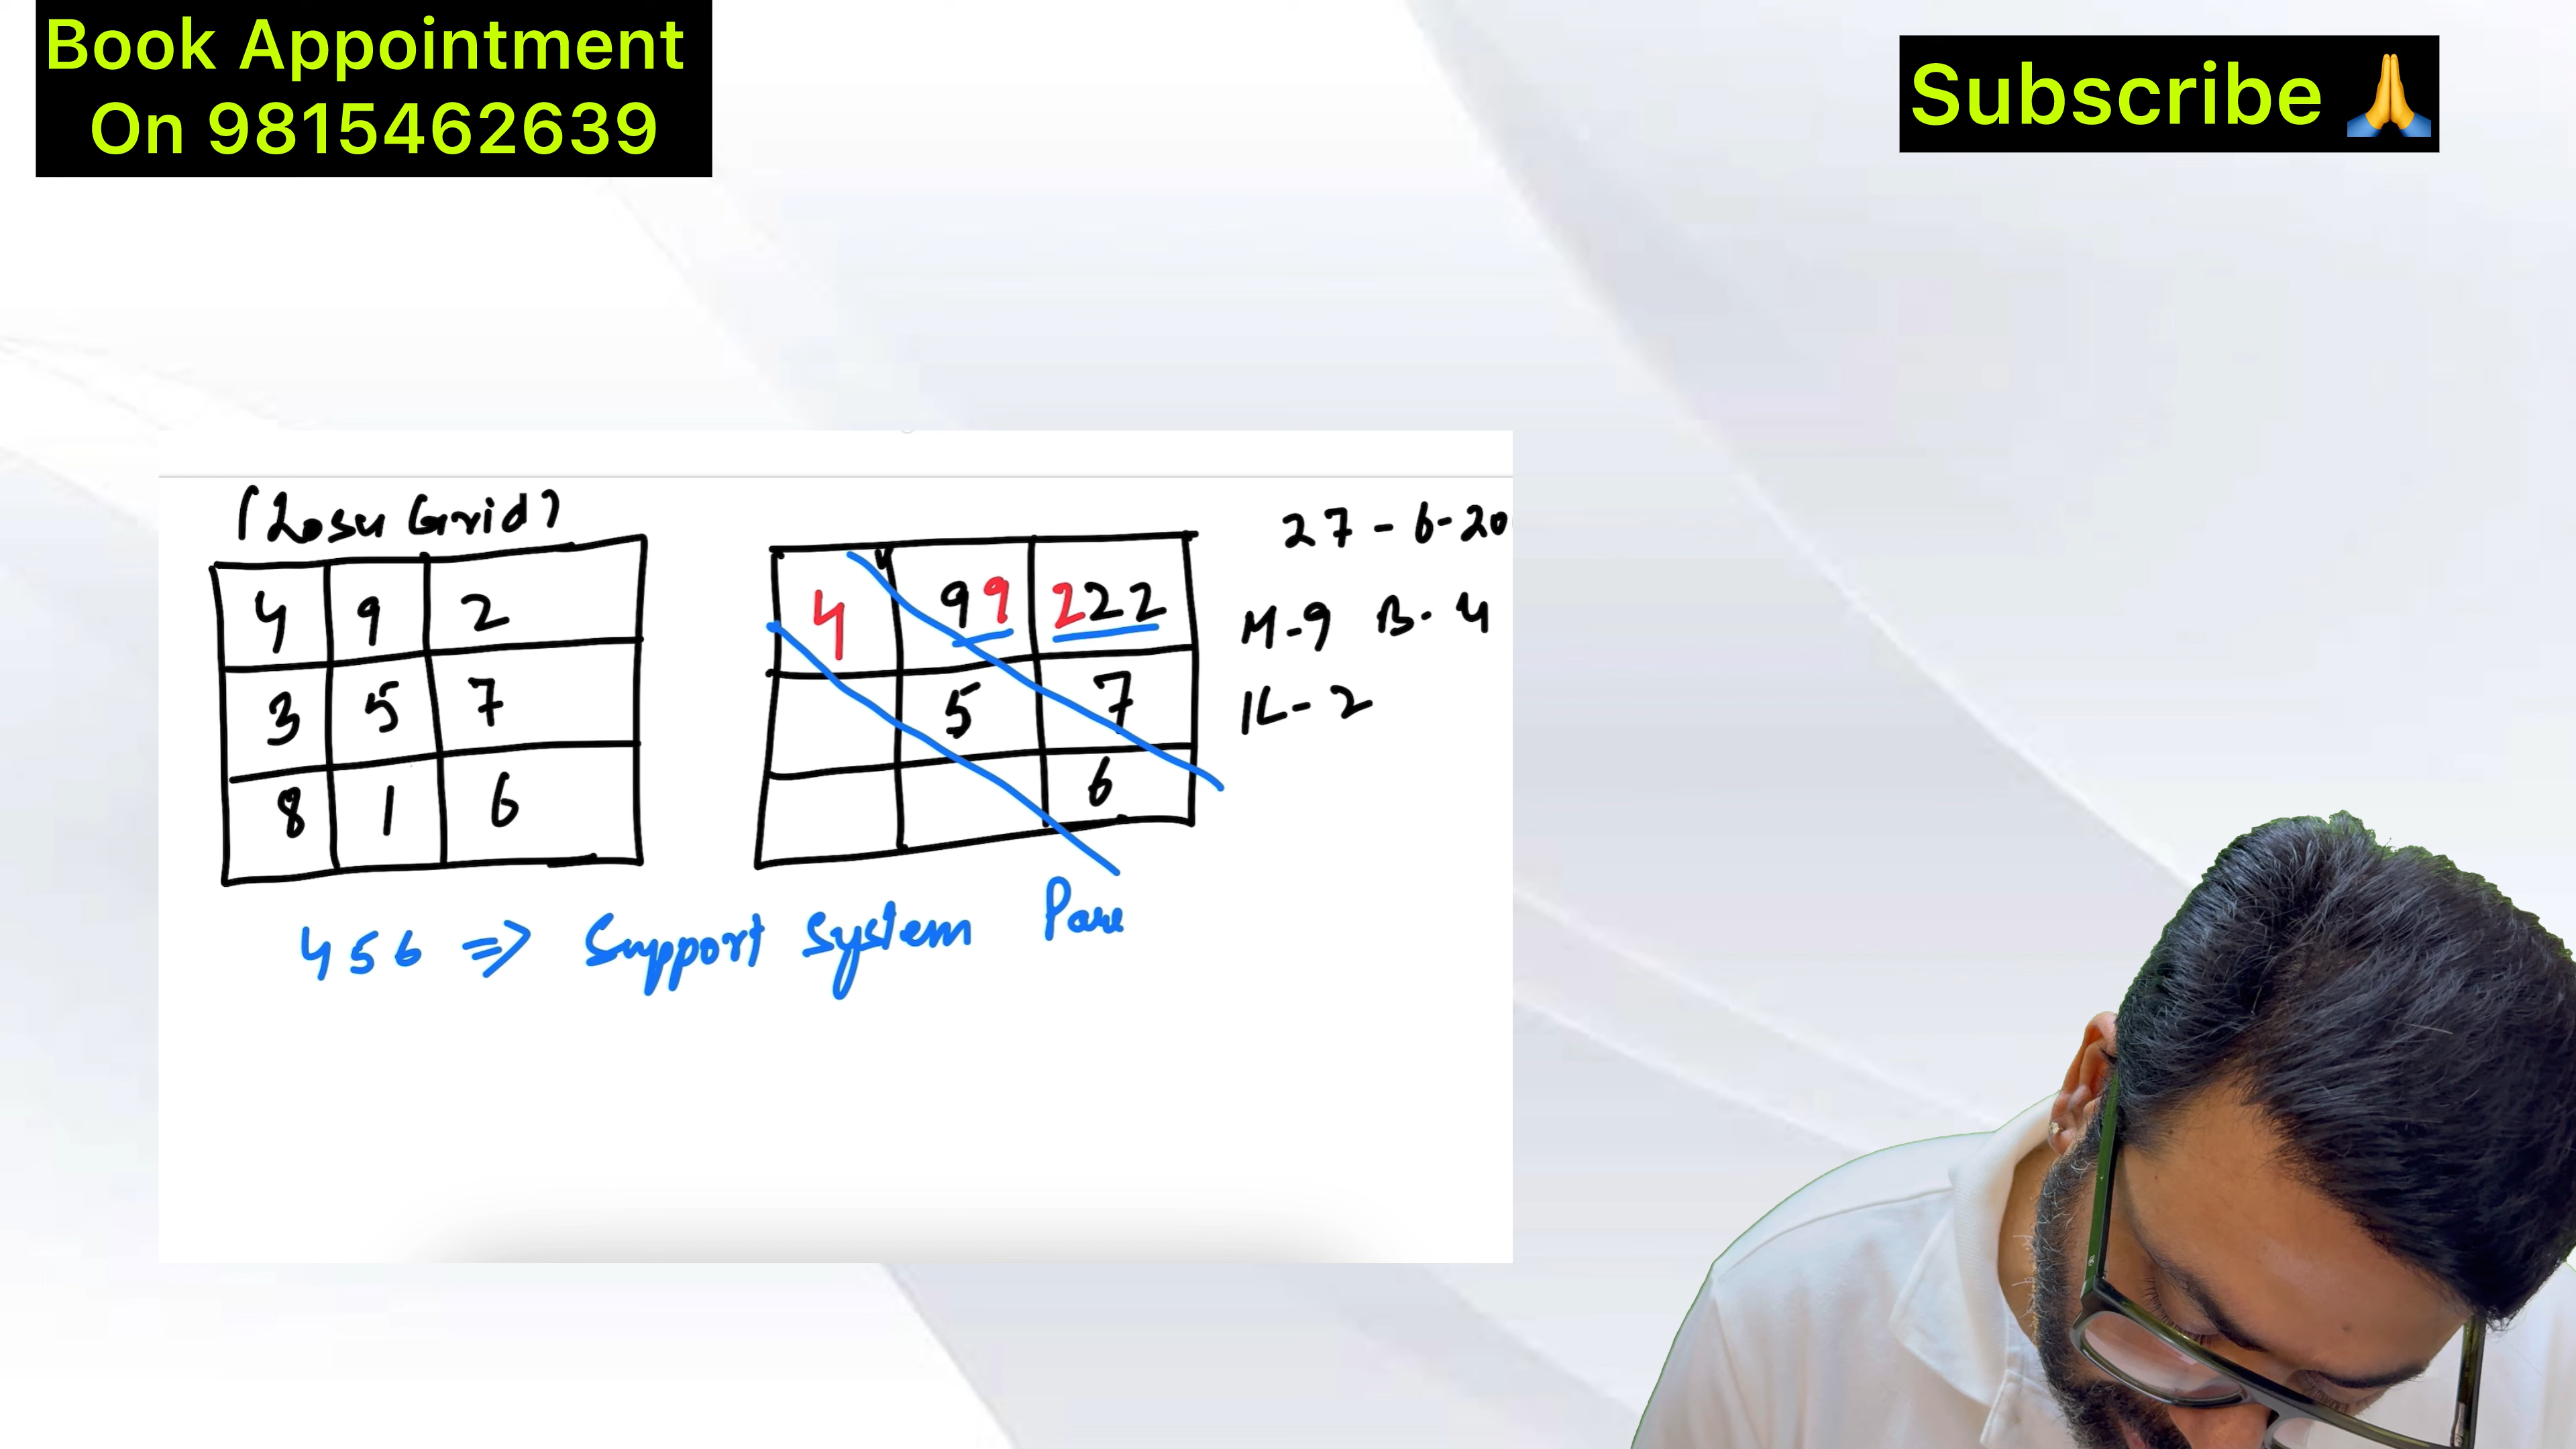 Book Appointment
On 9815462639
Subscribe 🙏
(Losu Grid)
4 9 2
3 5 7
8 1 6
4 99 222
5 7
6
27 - 6 - 20
M-9 B-4
K-2
456 => Support System Pare